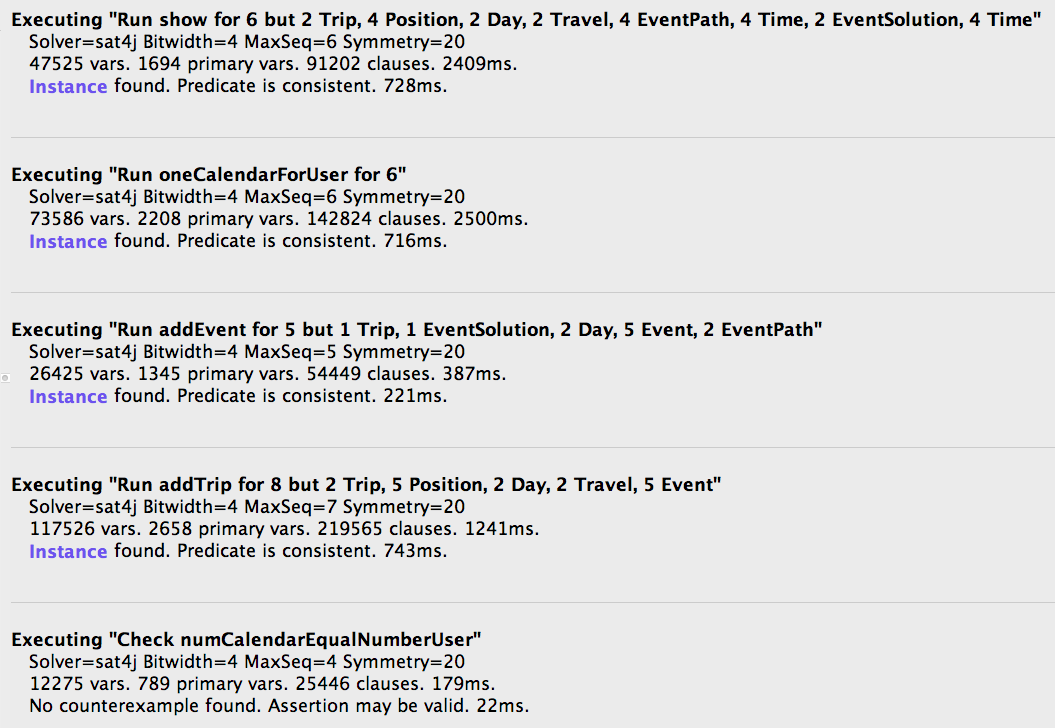 Executing "Run show for 6 but 2 Trip, 4 Position, 2 Day, 2 Travel, 4 EventPath, 4 Time, 2 EventSolution, 4 Time"
Solver=sat4j Bitwidth=4 MaxSeq=6 Symmetry=20
47525 vars. 1694 primary vars. 91202 clauses. 2409ms.
Instance found. Predicate is consistent. 728ms.
Executing "Run oneCalendarForUser for 6"
Solver=sat4j Bitwidth=4 MaxSeq=6 Symmetry=20
73586 vars. 2208 primary vars. 142824 clauses. 2500ms.
Instance found. Predicate is consistent. 716ms.
Executing "Run addEvent for 5 but 1 Trip, 1 EventSolution, 2 Day, 5 Event, 2 EventPath"
Solver=sat4j Bitwidth=4 MaxSeq=5 Symmetry=20
26425 vars. 1345 primary vars. 54449 clauses. 387ms.
Instance found. Predicate is consistent. 221ms.
Executing "Run addTrip for 8 but 2 Trip, 5 Position, 2 Day, 2 Travel, 5 Event"
Solver=sat4j Bitwidth=4 MaxSeq=7 Symmetry=20
117526 vars. 2658 primary vars. 219565 clauses. 1241ms.
Instance found. Predicate is consistent. 743ms.
Executing "Check numCalendarEqualNumberUser"
Solver=sat4j Bitwidth=4 MaxSeq=4 Symmetry=20
12275 vars. 789 primary vars. 25446 clauses. 179ms.
No counterexample found. Assertion may be valid. 22ms.